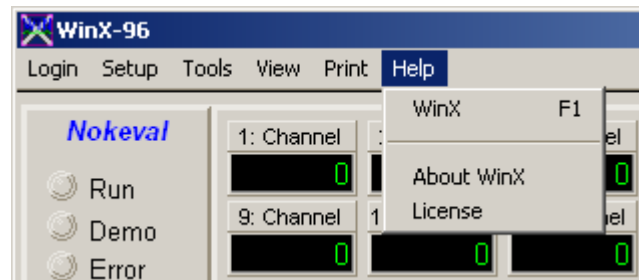 WinX-96
Login Setup Tools View Print Help
WinX F1
About WinX
License
Nokeval
Run
Demo
Error
1: Channel
0
0
9: Channel
0 0 0